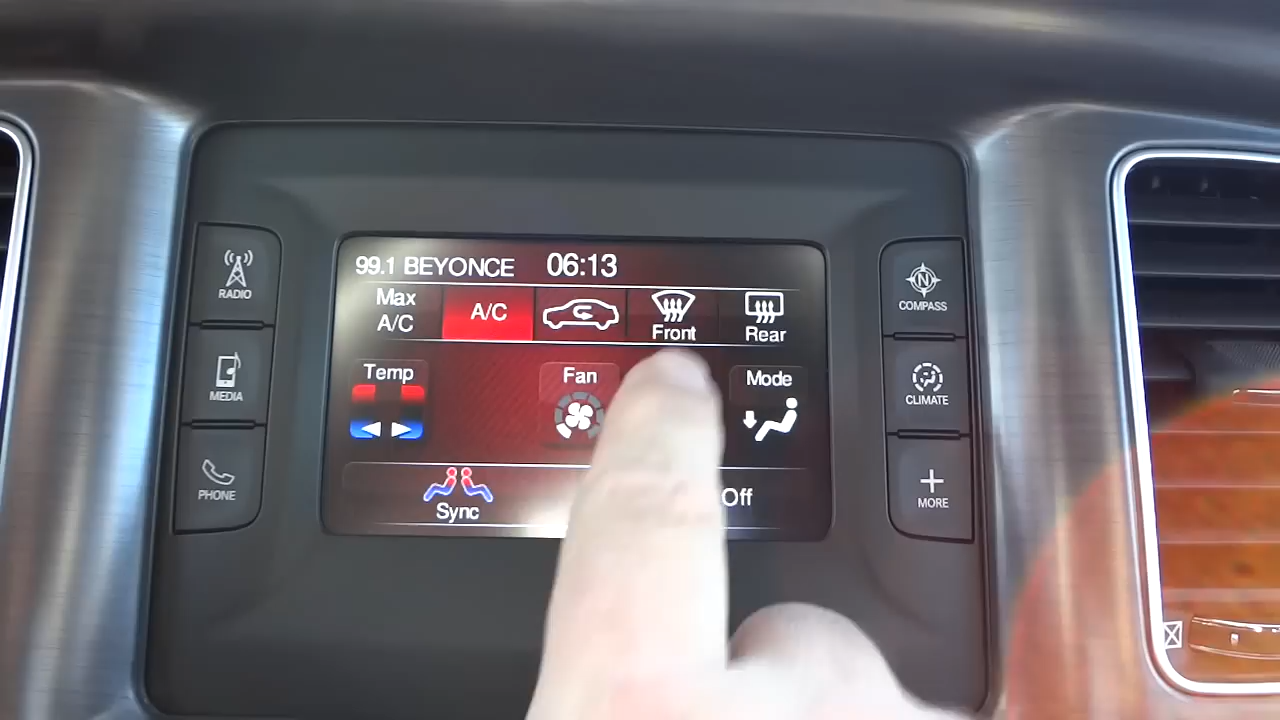 99.1 BEYONCE 06:13
Max
A/C
A/C
Front
Rear
Temp
Fan
Mode
Sync
Off
RADIO
MEDIA
PHONE
N
COMPASS
CLIMATE
MORE